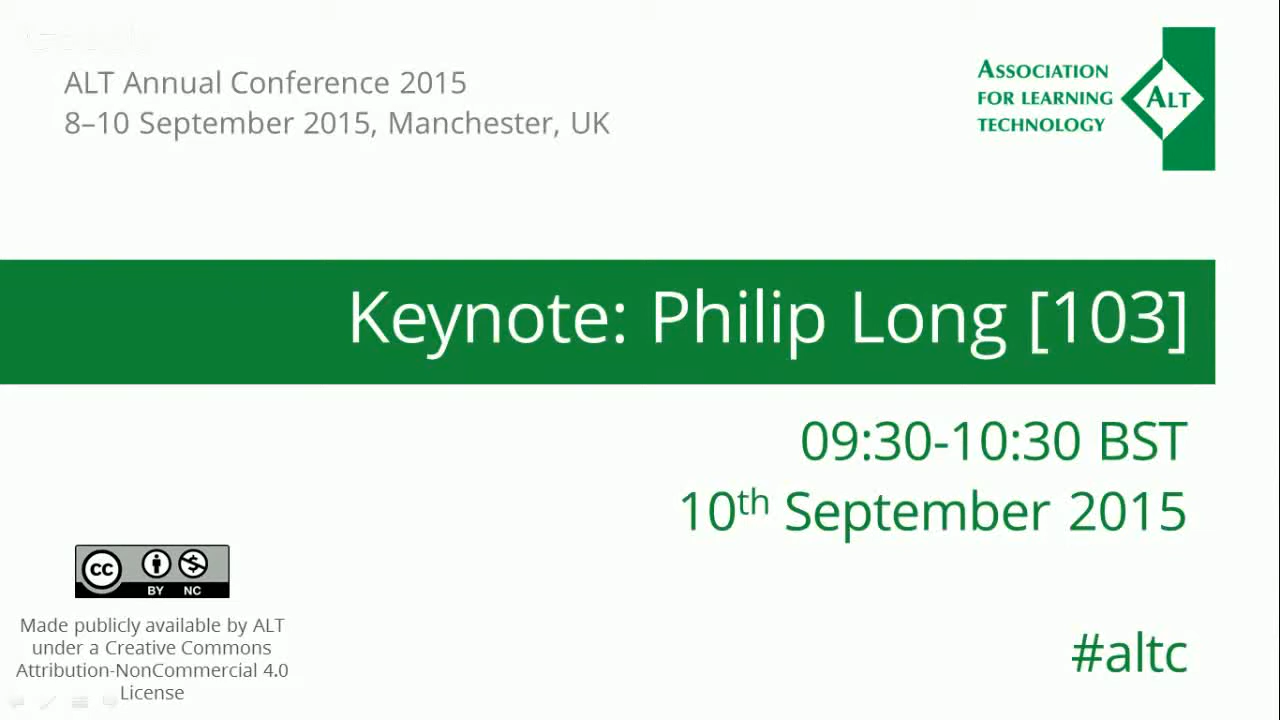 ALT Annual Conference 2015
8–10 September 2015, Manchester, UK
ASSOCIATION
FOR LEARNING
TECHNOLOGY
ALT
Keynote: Philip Long [103]
09:30-10:30 BST
10th September 2015
cc
BY NC
Made publicly available by ALT
under a Creative Commons
Attribution-NonCommercial 4.0
License
#altc